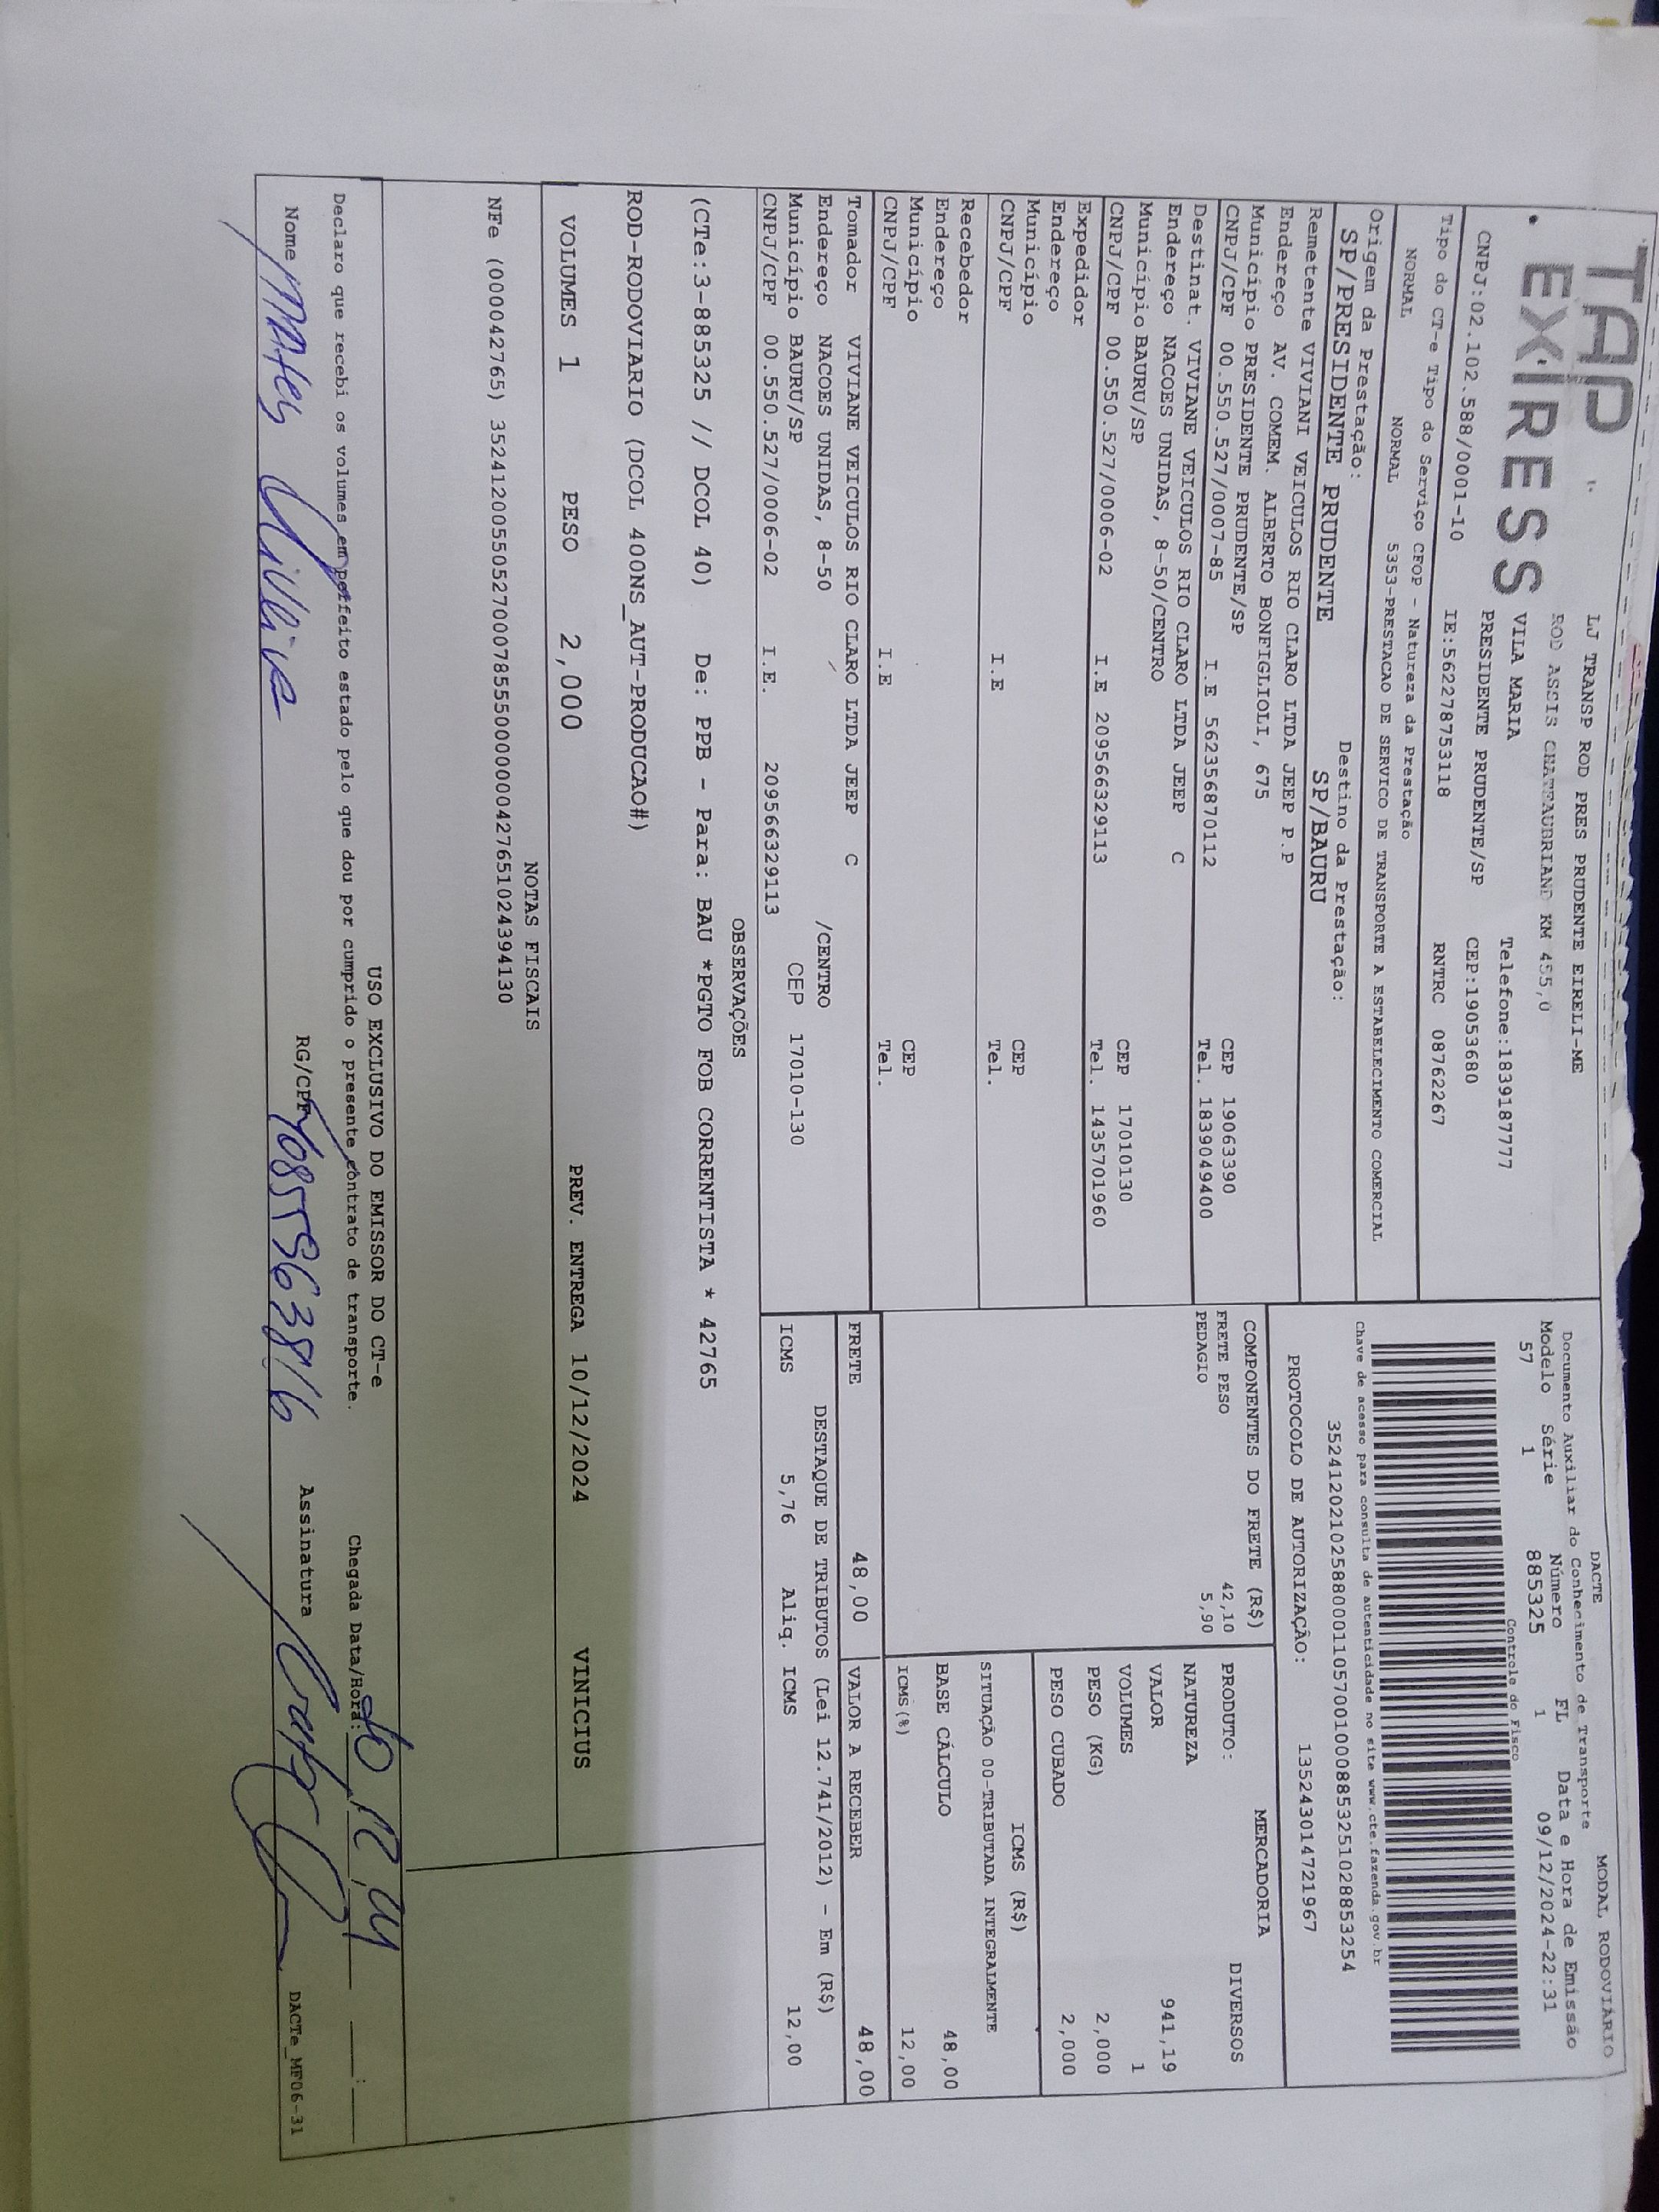 TAP
EXPRESS
LJ TRANSP ROD PRES PRUDENTE EIRELI-ME
ROD ASSIS CHATEAUBRIAND KM 455,0
VILA MARIA Telefone:1839187777
PRESIDENTE PRUDENTE/SP CEP:19053680
CNPJ:02.102.588/0001-10 IE:562278753118 RNTRC 08762267
Tipo do CT-e Tipo do Serviço CFOP - Natureza da Prestação
NORMAL NORMAL 5353-PRESTACAO DE SERVICO DE TRANSPORTE A ESTABELECIMENTO COMERCIAL
Origem da Prestação: Destino da Prestação:
SP/PRESIDENTE PRUDENTE SP/BAURU
DACTE MODAL RODOVIÁRIO
Documento Auxiliar do Conhecimento de Transporte
Modelo Série Número FL Data e Hora de Emissão
57 1 885325 1 09/12/2024-22:31
Controle do Fisco
Chave de acesso para consulta de autenticidade no site www.cte.fazenda.gov.br
35241202102588000110570010008853251028853254
PROTOCOLO DE AUTORIZAÇÃO: 135243014721967
Remetente VIVIANI VEICULOS RIO CLARO LTDA JEEP P.P
Endereço AV. COMEM. ALBERTO BONFIGLIOLI, 675
Município PRESIDENTE PRUDENTE/SP CEP 19063390
CNPJ/CPF 00.550.527/0007-85 I.E 562356870112 Tel. 1839049400
Destinat. VIVIANE VEICULOS RIO CLARO LTDA JEEP C
Endereço NACOES UNIDAS, 8-50/CENTRO
Município BAURU/SP CEP 17010130
CNPJ/CPF 00.550.527/0006-02 I.E 209566329113 Tel. 1435701960
Expedidor
Endereço
Município CEP
CNPJ/CPF I.E Tel.
Recebedor
Endereço
Município CEP
CNPJ/CPF I.E Tel.
Tomador VIVIANE VEICULOS RIO CLARO LTDA JEEP C
Endereço NACOES UNIDAS, 8-50 /CENTRO
Município BAURU/SP CEP 17010-130
CNPJ/CPF 00.550.527/0006-02 I.E. 209566329113
COMPONENTES DO FRETE (R$)
FRETE PESO 42,10
PEDAGIO 5,90
MERCADORIA
PRODUTO: DIVERSOS
NATUREZA
VALOR 941,19
VOLUMES 1
PESO (KG) 2,000
PESO CUBADO 2,000
ICMS (R$)
SITUAÇÃO 00-TRIBUTADA INTEGRALMENTE
BASE CÁLCULO 48,00
ICMS(%) 12,00
FRETE 48,00 VALOR A RECEBER 48,00
DESTAQUE DE TRIBUTOS (Lei 12.741/2012) - Em (R$)
ICMS 5,76 Aliq. ICMS 12,00
OBSERVAÇÕES
(CTe:3-885325 // DCOL 40) De: PPB - Para: BAU *PGTO FOB CORRENTISTA * 42765
ROD-RODOVIARIO (DCOL 400NS_AUT-PRODUCAO#)
VOLUMES 1 PESO 2,000 PREV. ENTREGA 10/12/2024 VINICIUS
NOTAS FISCAIS
NFe (000042765) 35241200550527000785550000000427651024394130
USO EXCLUSIVO DO EMISSOR DO CT-e
Declaro que recebi os volumes em perfeito estado pelo que dou por cumprido o presente contrato de transporte. Chegada Data/Hora:
Nome RG/CPF Assinatura
DACTe_MF06-31